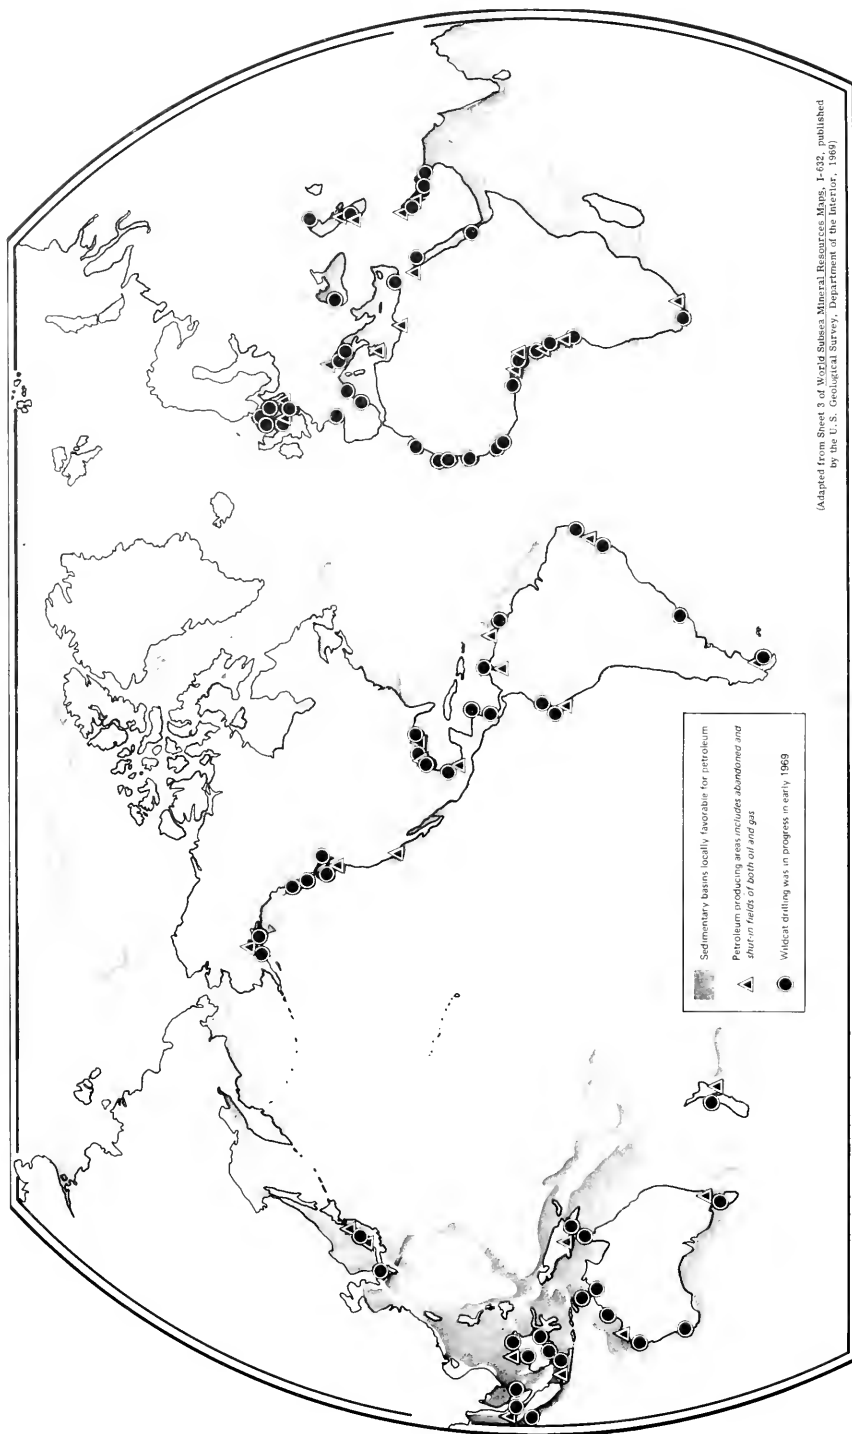 (Adapted from Sheet 3 of World Subsea Mineral Resources Maps, I-632, published
by the U.S. Geological Survey, Department of the Interior, 1969)
Sedimentary basins locally favorable for petroleum
Petroleum producing areas includes abandoned and
shut-in fields of both oil and gas
Wildcat drilling was in progress in early 1969